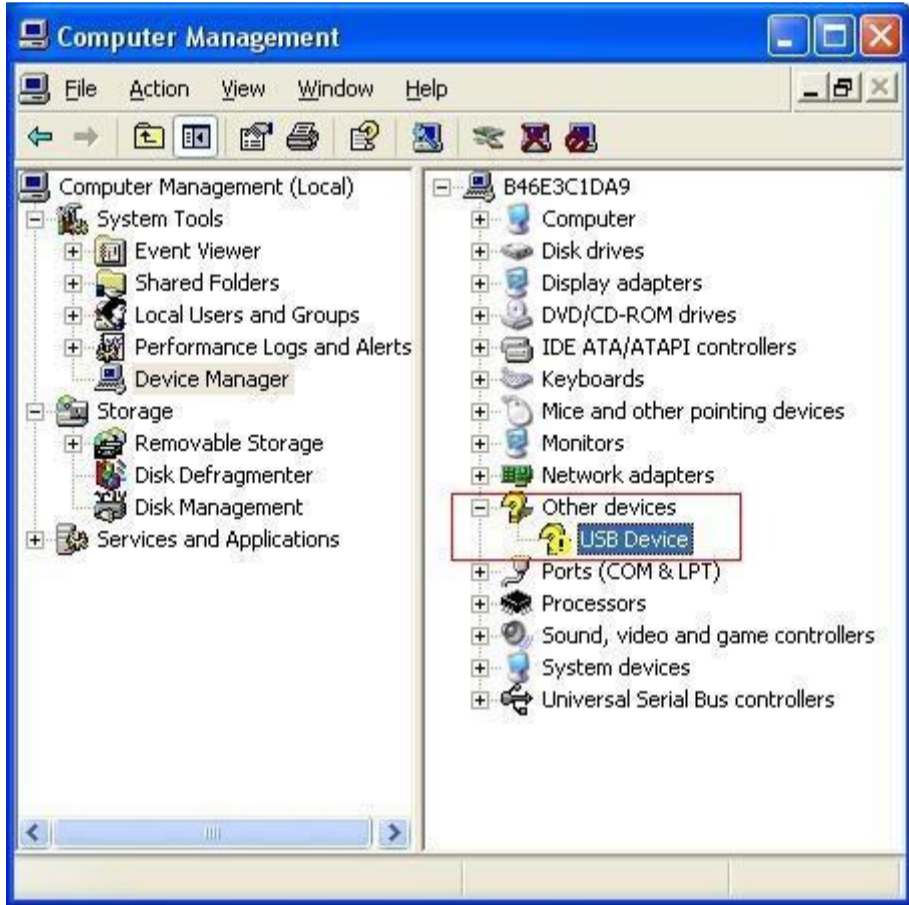 Computer Management
File Action View Window Help
Computer Management (Local)
System Tools
Event Viewer
Shared Folders
Local Users and Groups
Performance Logs and Alerts
Device Manager
Storage
Removable Storage
Disk Defragmenter
Disk Management
Services and Applications
B46E3C1DA9
Computer
Disk drives
Display adapters
DVD/CD-ROM drives
IDE ATA/ATAPI controllers
Keyboards
Mice and other pointing devices
Monitors
Network adapters
Other devices
USB Device
Ports (COM & LPT)
Processors
Sound, video and game controllers
System devices
Universal Serial Bus controllers